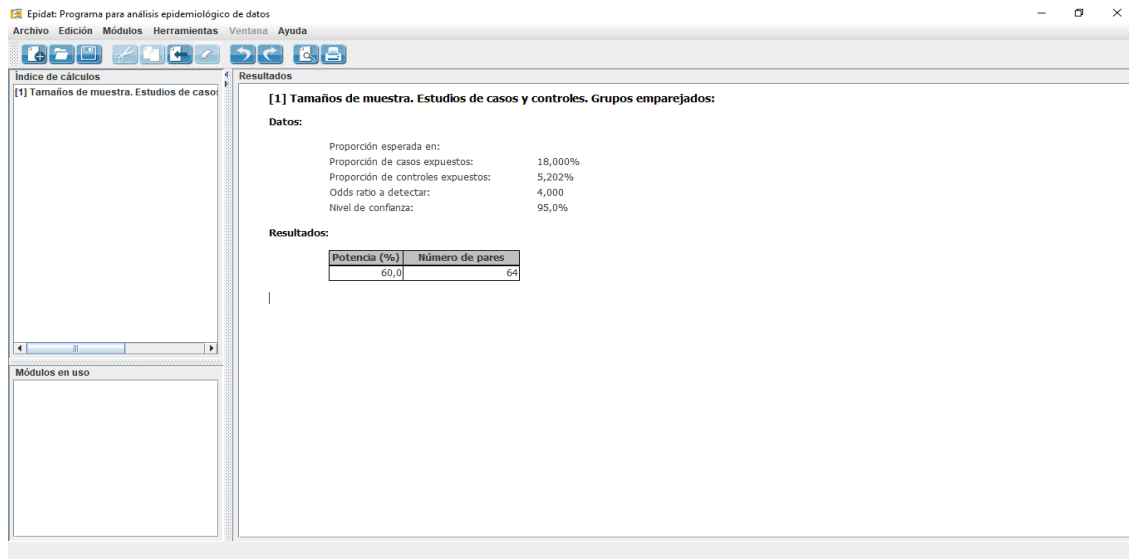 Epidat: Programa para análisis epidemiológico de datos
Archivo Edición Módulos Herramientas Ventana Ayuda
Índice de cálculos
[1] Tamaños de muestra. Estudios de casos
Resultados
[1] Tamaños de muestra. Estudios de casos y controles. Grupos emparejados:
Datos:
Proporción esperada en:
Proporción de casos expuestos: 18,000%
Proporción de controles expuestos: 5,202%
Odds ratio a detectar: 4,000
Nivel de confianza: 95,0%
Resultados:
Potencia (%) Número de pares
60,0 64
Módulos en uso